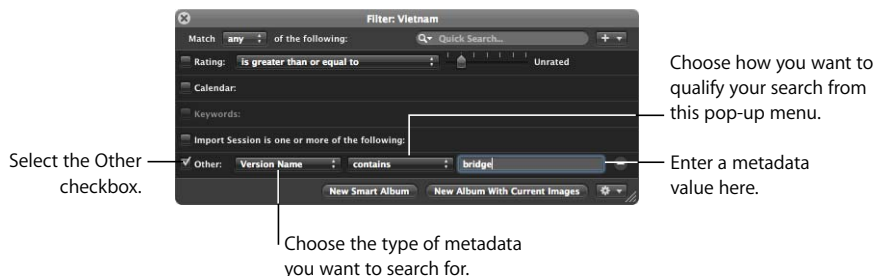 Filter: Vietnam
Match any of the following: Quick Search...
Rating: is greater than or equal to Unrated
Calendar:
Keywords:
Import Session is one or more of the following:
Other: Version Name contains bridge
New Smart Album New Album With Current Images
Choose how you want to
qualify your search from
this pop-up menu.
Select the Other
checkbox.
Enter a metadata
value here.
Choose the type of metadata
you want to search for.